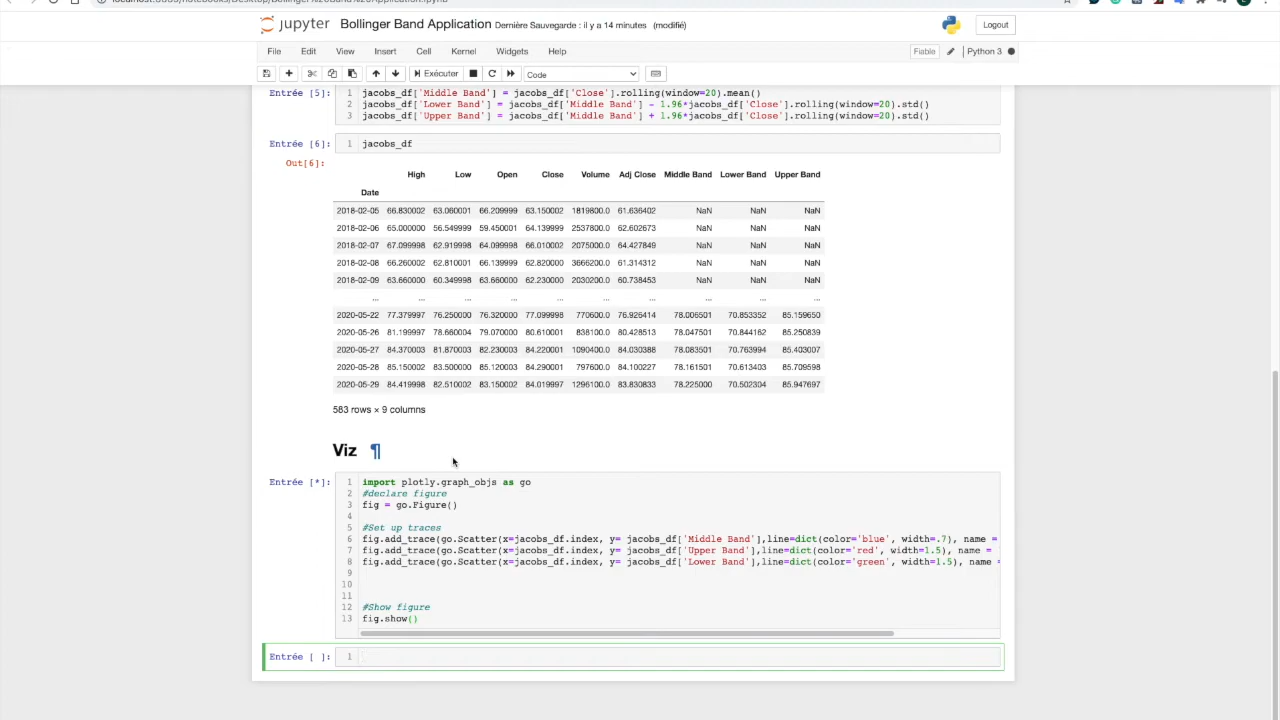 jupyter Bollinger Band Application Dernière Sauvegarde : il y a 14 minutes (modifié) Logout
File Edit View Insert Cell Kernel Widgets Help Fiable Python 3
Exécuter Code
Entrée [5]: 1 jacobs_df['Middle Band'] = jacobs_df['Close'].rolling(window=20).mean()
2 jacobs_df['Lower Band'] = jacobs_df['Middle Band'] - 1.96*jacobs_df['Close'].rolling(window=20).std()
3 jacobs_df['Upper Band'] = jacobs_df['Middle Band'] + 1.96*jacobs_df['Close'].rolling(window=20).std()
Entrée [6]: 1 jacobs_df
Out[6]:
High Low Open Close Volume Adj Close Middle Band Lower Band Upper Band
Date
2018-02-05 66.830002 63.060001 66.209999 63.150002 1819800.0 61.636402 NaN NaN NaN
2018-02-06 65.000000 56.549999 59.450001 64.139999 2537800.0 62.602673 NaN NaN NaN
2018-02-07 67.099998 62.919998 64.099998 66.010002 2075000.0 64.427849 NaN NaN NaN
2018-02-08 66.260002 62.810001 66.139999 62.820000 3666200.0 61.314312 NaN NaN NaN
2018-02-09 63.660000 60.349998 63.660000 62.230000 2030200.0 60.738453 NaN NaN NaN
... ... ... ... ... ... ... ... ... ...
2020-05-22 77.379997 76.250000 76.320000 77.099998 770600.0 76.926414 78.006501 70.853352 85.159650
2020-05-26 81.199997 78.660004 79.070000 80.610001 838100.0 80.428513 78.047501 70.844162 85.250839
2020-05-27 84.370003 81.870003 82.230003 84.220001 1090400.0 84.030388 78.083501 70.763994 85.403007
2020-05-28 85.150002 83.500000 85.120003 84.290001 797600.0 84.100227 78.161501 70.613403 85.709598
2020-05-29 84.419998 82.510002 83.150002 84.019997 1296100.0 83.830833 78.225000 70.502304 85.947697
583 rows × 9 columns
Viz ¶
Entrée [*]: 1 import plotly.graph_objs as go
2 #declare figure
3 fig = go.Figure()
4
5 #Set up traces
6 fig.add_trace(go.Scatter(x=jacobs_df.index, y= jacobs_df['Middle Band'],line=dict(color='blue', width=.7), name =
7 fig.add_trace(go.Scatter(x=jacobs_df.index, y= jacobs_df['Upper Band'],line=dict(color='red', width=1.5), name =
8 fig.add_trace(go.Scatter(x=jacobs_df.index, y= jacobs_df['Lower Band'],line=dict(color='green', width=1.5), name =
9
10
11
12 #Show figure
13 fig.show()
Entrée [ ]: 1